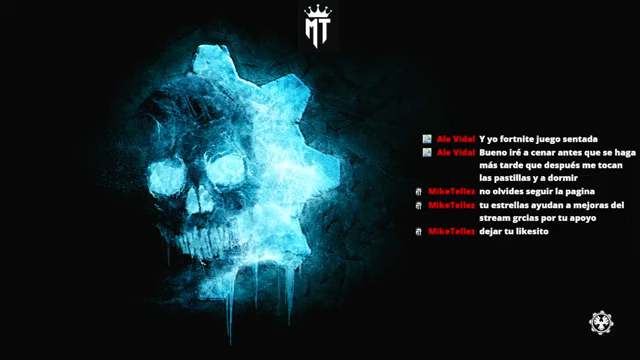 MT
Ale Vidal Y yo fortnite juego sentada
Ale Vidal Bueno iré a cenar antes que se haga
más tarde que después me tocan
las pastillas y a dormir
MikeTellez no olvides seguir la pagina
MikeTellez tu estrellas ayudan a mejoras del
stream grcias por tu apoyo
MikeTellez dejar tu likesito